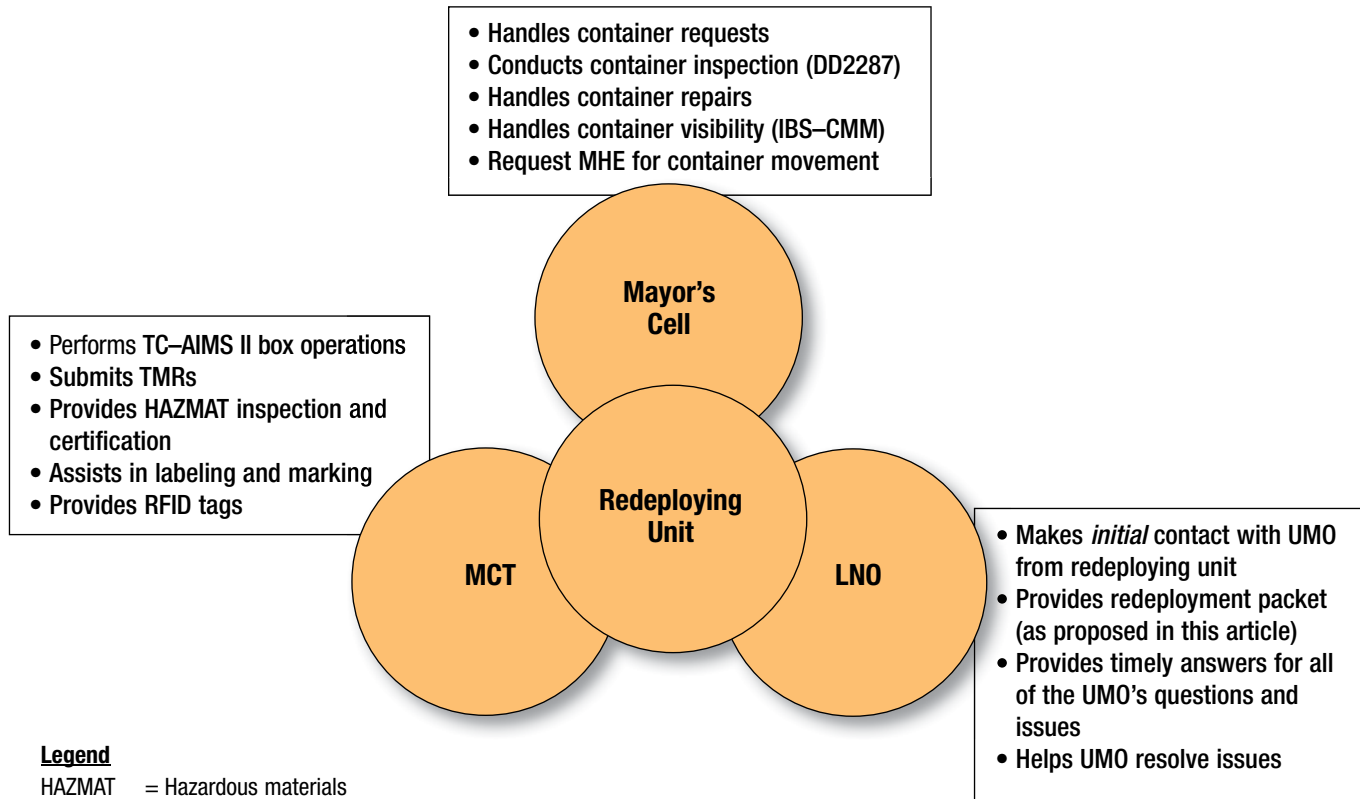 • Handles container requests
• Conducts container inspection (DD2287)
• Handles container repairs
• Handles container visibility (IBS–CMM)
• Request MHE for container movement
Mayor's
Cell
• Performs TC–AIMS II box operations
• Submits TMRs
• Provides HAZMAT inspection and
certification
• Assists in labeling and marking
• Provides RFID tags
Redeploying
Unit
MCT
LNO
• Makes initial contact with UMO
from redeploying unit
• Provides redeployment packet
(as proposed in this article)
• Provides timely answers for all
of the UMO's questions and
issues
• Helps UMO resolve issues
Legend
HAZMAT = Hazardous materials